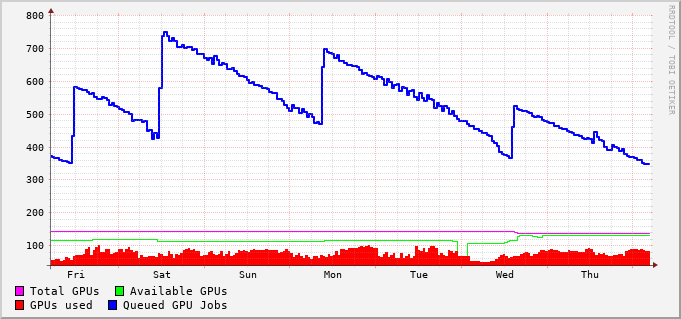 800
700
600
500
400
300
200
100
Fri Sat Sun Mon Tue Wed Thu
Total GPUs Available GPUs
GPUs used Queued GPU Jobs
RRDTOOL / TOBI OETIKER